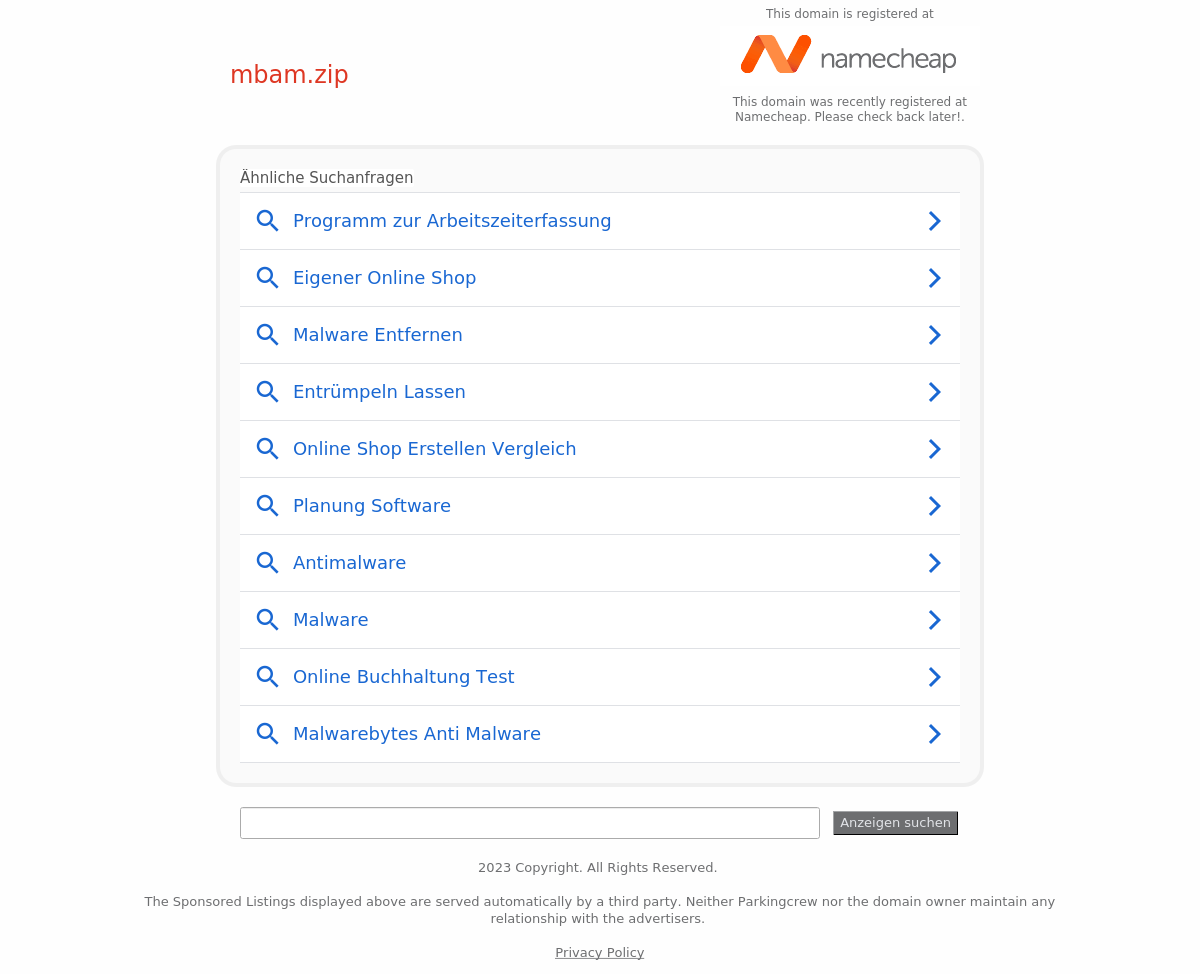 This domain is registered at
namecheap
mbam.zip
This domain was recently registered at
Namecheap. Please check back later!.
Ähnliche Suchanfragen
Programm zur Arbeitszeiterfassung
Eigener Online Shop
Malware Entfernen
Entrümpeln Lassen
Online Shop Erstellen Vergleich
Planung Software
Antimalware
Malware
Online Buchhaltung Test
Malwarebytes Anti Malware
Anzeigen suchen
2023 Copyright. All Rights Reserved.
The Sponsored Listings displayed above are served automatically by a third party. Neither Parkingcrew nor the domain owner maintain any
relationship with the advertisers.
Privacy Policy